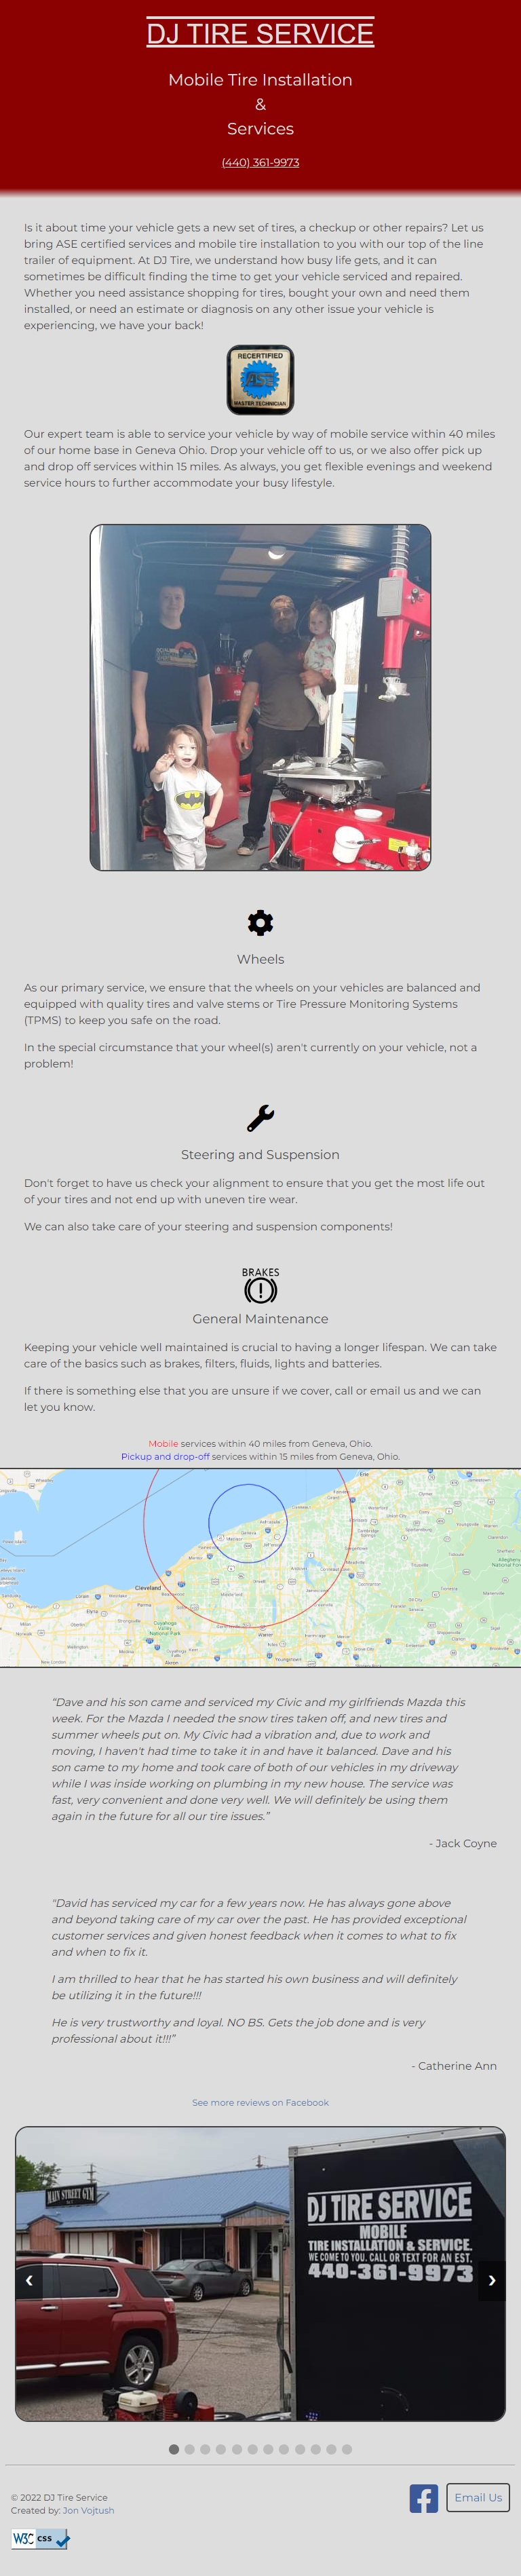 DJ TIRE SERVICE
Mobile Tire Installation
&
Services
(440) 361-9973
Is it about time your vehicle gets a new set of tires, a checkup or other repairs? Let us
bring ASE certified services and mobile tire installation to you with our top of the line
trailer of equipment. At DJ Tire, we understand how busy life gets, and it can
sometimes be difficult finding the time to get your vehicle serviced and repaired.
Whether you need assistance shopping for tires, bought your own and need them
installed, or need an estimate or diagnosis on any other issue your vehicle is
experiencing, we have your back!
RECERTIFIED
ASE
MASTER TECHNICIAN
Our expert team is able to service your vehicle by way of mobile service within 40 miles
of our home base in Geneva Ohio. Drop your vehicle off to us, or we also offer pick up
and drop off services within 15 miles. As always, you get flexible evenings and weekend
service hours to further accommodate your busy lifestyle.
Wheels
As our primary service, we ensure that the wheels on your vehicles are balanced and
equipped with quality tires and valve stems or Tire Pressure Monitoring Systems
(TPMS) to keep you safe on the road.
In the special circumstance that your wheel(s) aren't currently on your vehicle, not a
problem!
Steering and Suspension
Don't forget to have us check your alignment to ensure that you get the most life out
of your tires and not end up with uneven tire wear.
We can also take care of your steering and suspension components!
BRAKES
General Maintenance
Keeping your vehicle well maintained is crucial to having a longer lifespan. We can take
care of the basics such as brakes, filters, fluids, lights and batteries.
If there is something else that you are unsure if we cover, call or email us and we can
let you know.
Mobile services within 40 miles from Geneva, Ohio.
Pickup and drop-off services within 15 miles from Geneva, Ohio.
Erie
Cleveland
Elyria
Cuyahoga
Valley
National Park
Akron
Warren
Youngstown
Allegheny
“Dave and his son came and serviced my Civic and my girlfriends Mazda this
week. For the Mazda I needed the snow tires taken off, and new tires and
summer wheels put on. My Civic had a vibration and, due to work and
moving, I haven't had time to take it in and have it balanced. Dave and his
son came to my home and took care of both of our vehicles in my driveway
while I was inside working on plumbing in my new house. The service was
fast, very convenient and done very well. We will definitely be using them
again in the future for all our tire issues.”
- Jack Coyne
"David has serviced my car for a few years now. He has always gone above
and beyond taking care of my car over the past. He has provided exceptional
customer services and given honest feedback when it comes to what to fix
and when to fix it.
I am thrilled to hear that he has started his own business and will definitely
be utilizing it in the future!!!
He is very trustworthy and loyal. NO BS. Gets the job done and is very
professional about it!!!”
- Catherine Ann
See more reviews on Facebook
MAIN STREET GYM
DJ TIRE SERVICE
MOBILE
TIRE INSTALLATION & SERVICE.
WE COME TO YOU. CALL OR TEXT FOR AN EST.
440-361-9973
© 2022 DJ Tire Service
Created by: Jon Vojtush
Email Us
W3C css